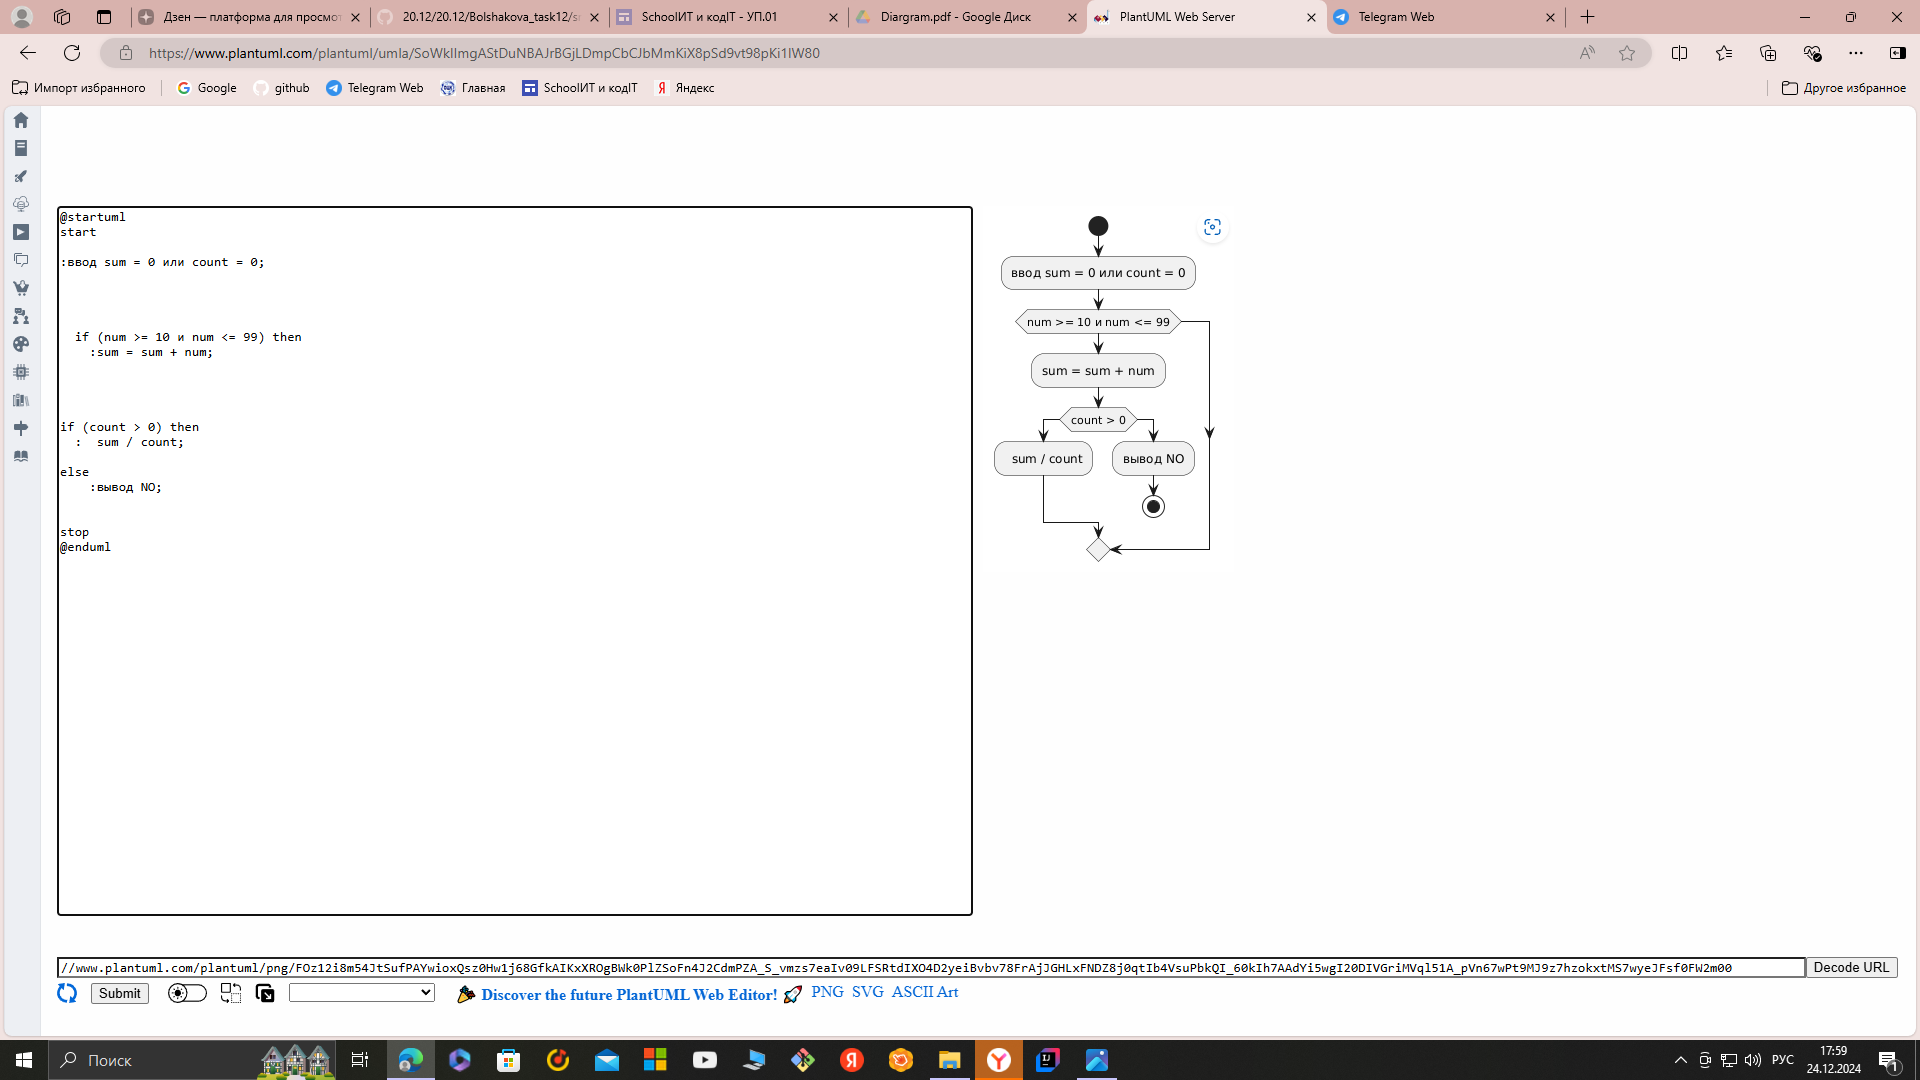 Дзен — платформа для просмот
20.12/20.12/Bolshakova_task12/s
SchoolИТ и кодIT - УП.01
Diargram.pdf - Google Диск
PlantUML Web Server
Telegram Web
https://www.plantuml.com/plantuml/umla/SoWkIImgAStDuNBAJrBGjLDmpCbCJbMmKiX8pSd9vt98pKi1IW80
Импорт избранного
Google
github
Telegram Web
Главная
SchoolИТ и кодIT
Яндекс
Другое избранное
@startuml
start
:ввод sum = 0 или count = 0;
if (num >= 10 и num <= 99) then
:sum = sum + num;
if (count > 0) then
:  sum / count;
else
:вывод NO;
stop
@enduml
ввод sum = 0 или count = 0
num >= 10 и num <= 99
sum = sum + num
count > 0
sum / count
вывод NO
//www.plantuml.com/plantuml/png/FOz12i8m54JtSufPAYwioxQsz0Hw1j68GfkAIKxXROgBWk0PlZSoFn4J2CdmPZA_S_vmzs7eaIv09LFSRtdIXO4D2yeiBvbv78FrAjJGHLxFNDZ8j0qtIb4VsuPbkQI_60kIh7AAdYi5wgI20DIVGriMVql51A_pVn67wPt9MJ9z7hzokxtMS7wyeJFsf0FW2m00
Decode URL
Submit
Discover the future PlantUML Web Editor!
PNG
SVG
ASCII Art
Поиск
РУС
17:59
24.12.2024
1